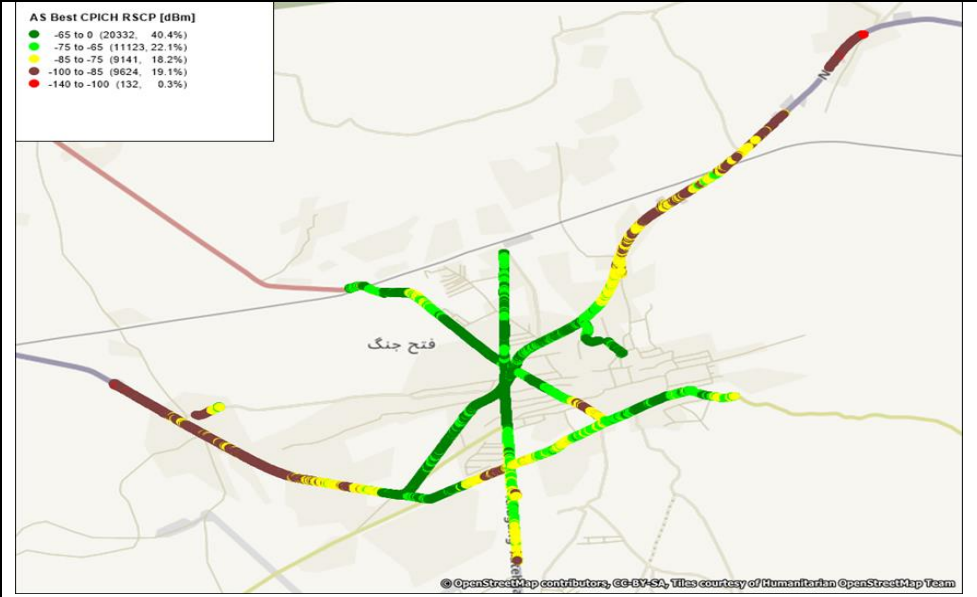 AS Best CPICH RSCP [dBm]
-65 to 0 (20332, 40.4%)
-75 to -65 (11123, 22.1%)
-85 to -75 (9141, 18.2%)
-100 to -85 (9624, 19.1%)
-140 to -100 (132, 0.3%)
N
فتح جنگ
© OpenStreetMap contributors, CC-BY-SA, Tiles courtesy of Humanitarian OpenStreetMap Team